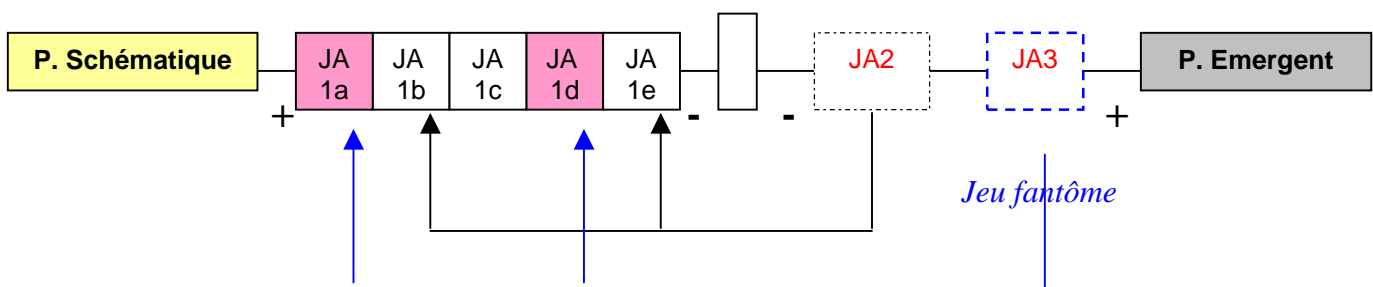 P. Schématique
JA
1a
JA
1b
JA
1c
JA
1d
JA
1e
JA2
JA3
P. Emergent
+
-
-
+
Jeu fantôme